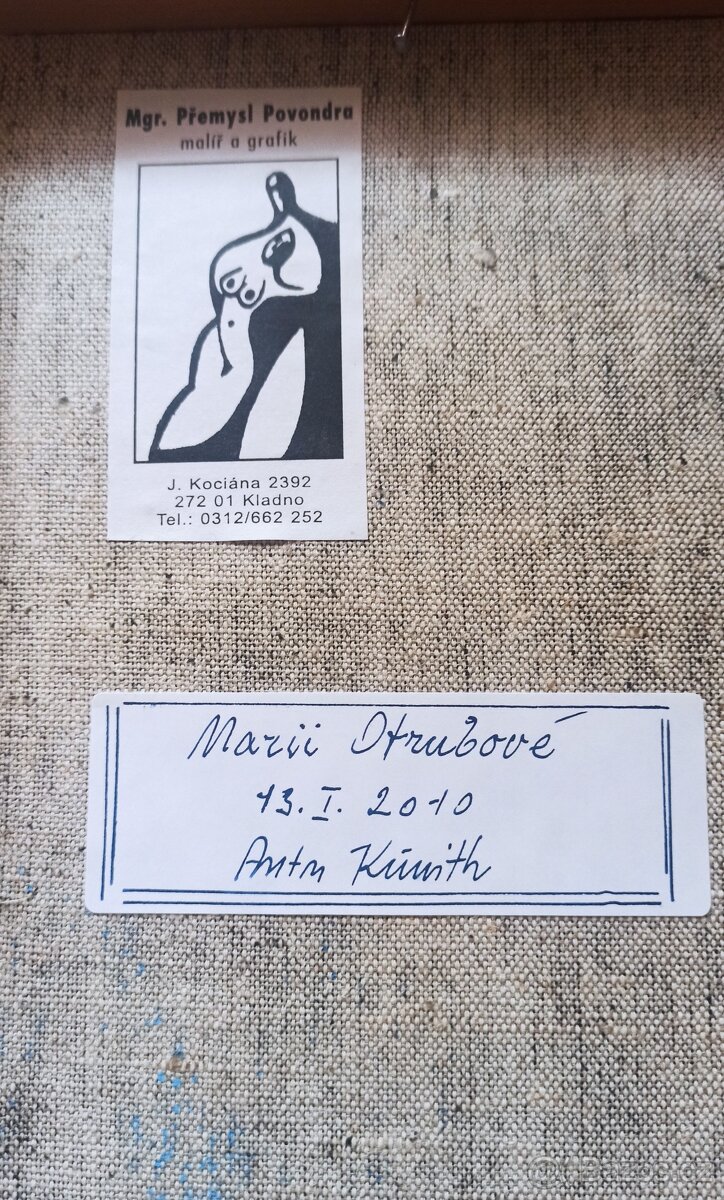 Mgr. Přemysl Povondra
malíř a grafik
J. Kociána 2392
272 01 Kladno
Tel.: 0312/662 252
Marii Otrubové
13. I. 2010